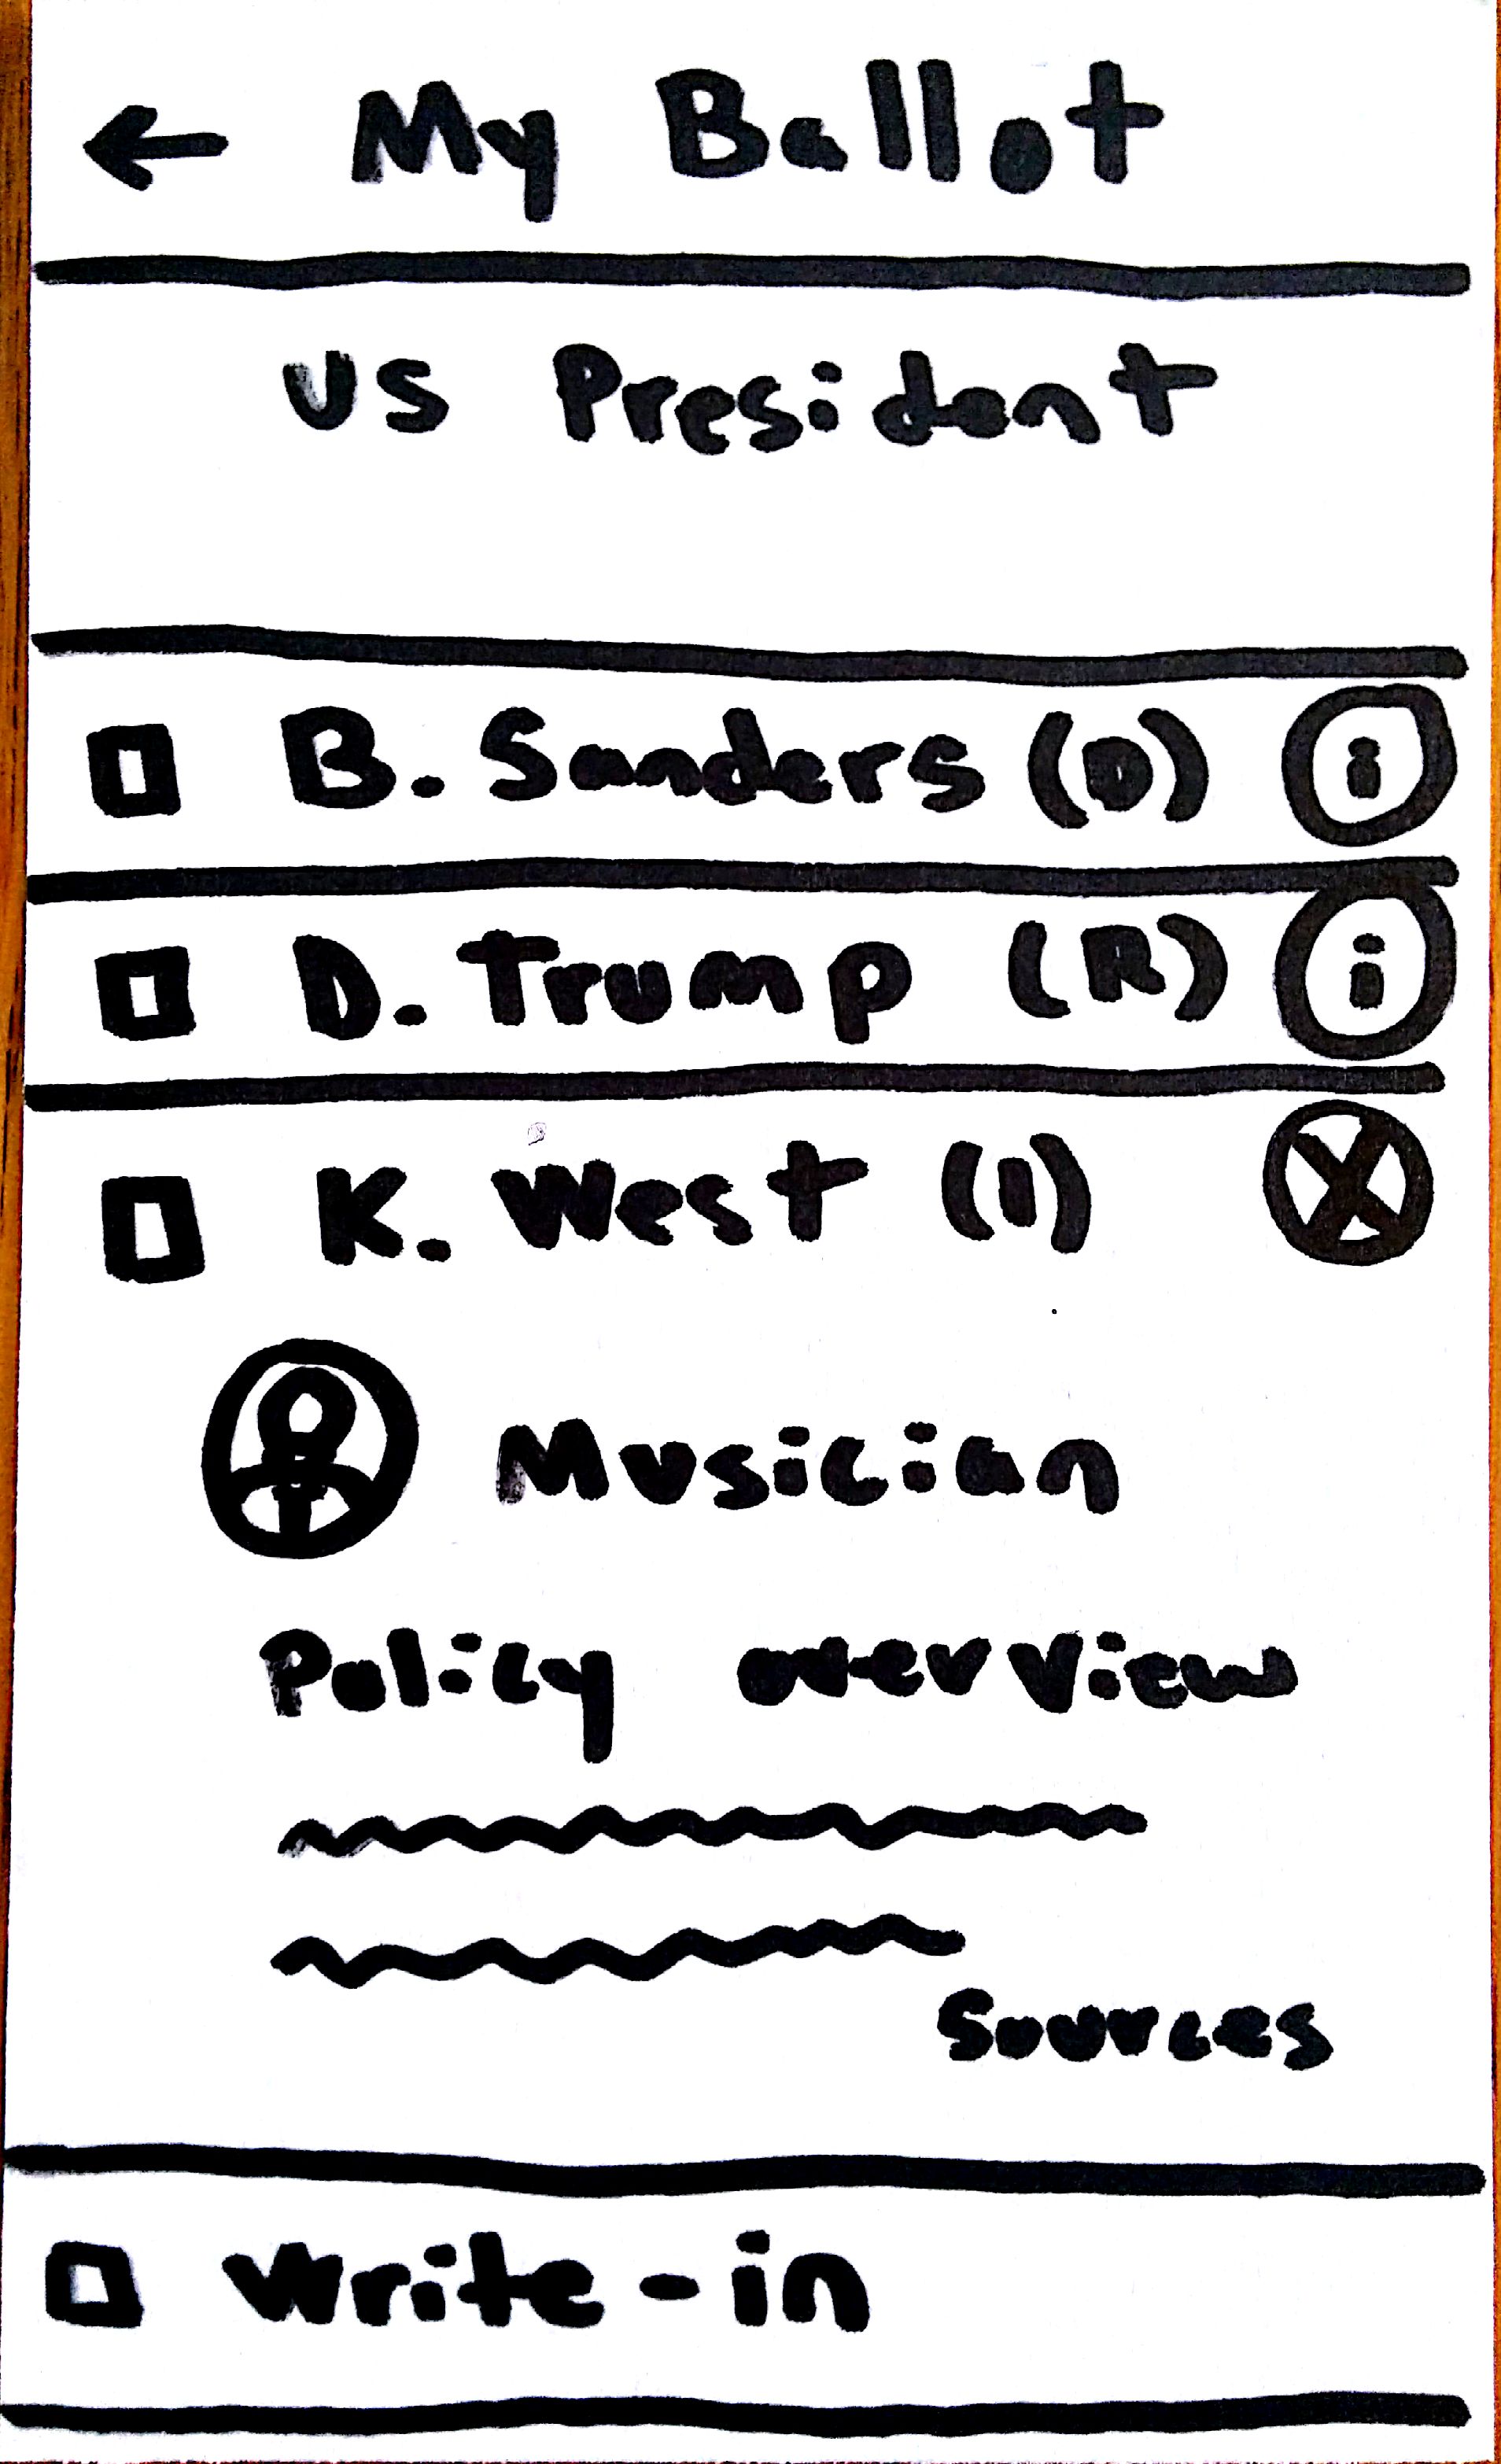 ← My Ballot
US President
B. Sanders (D) i
D. Trump (R) i
K. West (I) X
Musician
Policy overview
Sources
Write-in